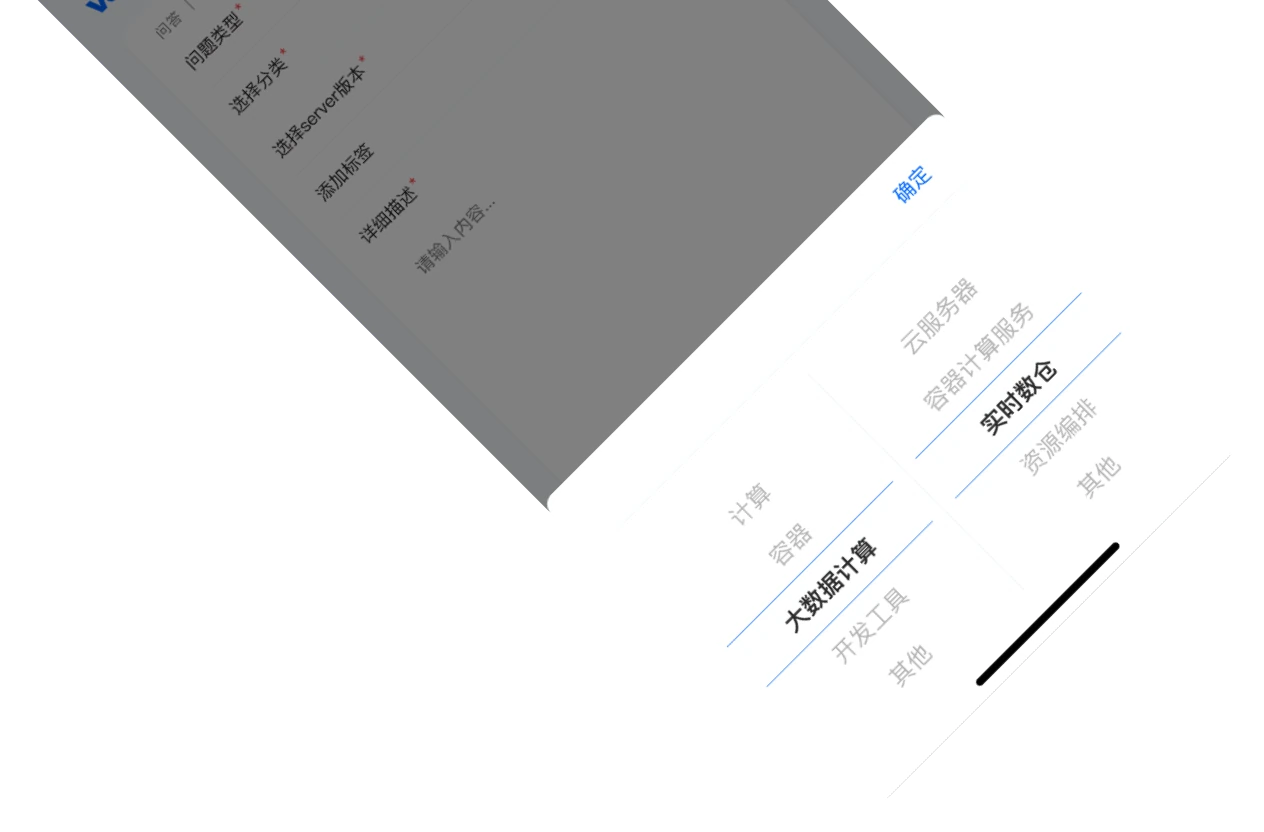 问答
问题类型*
选择分类*
选择server版本*
添加标签
详细描述*
请输入内容...
确定
计算
容器
大数据计算
开发工具
其他
云服务器
容器计算服务
实时数仓
资源编排
其他